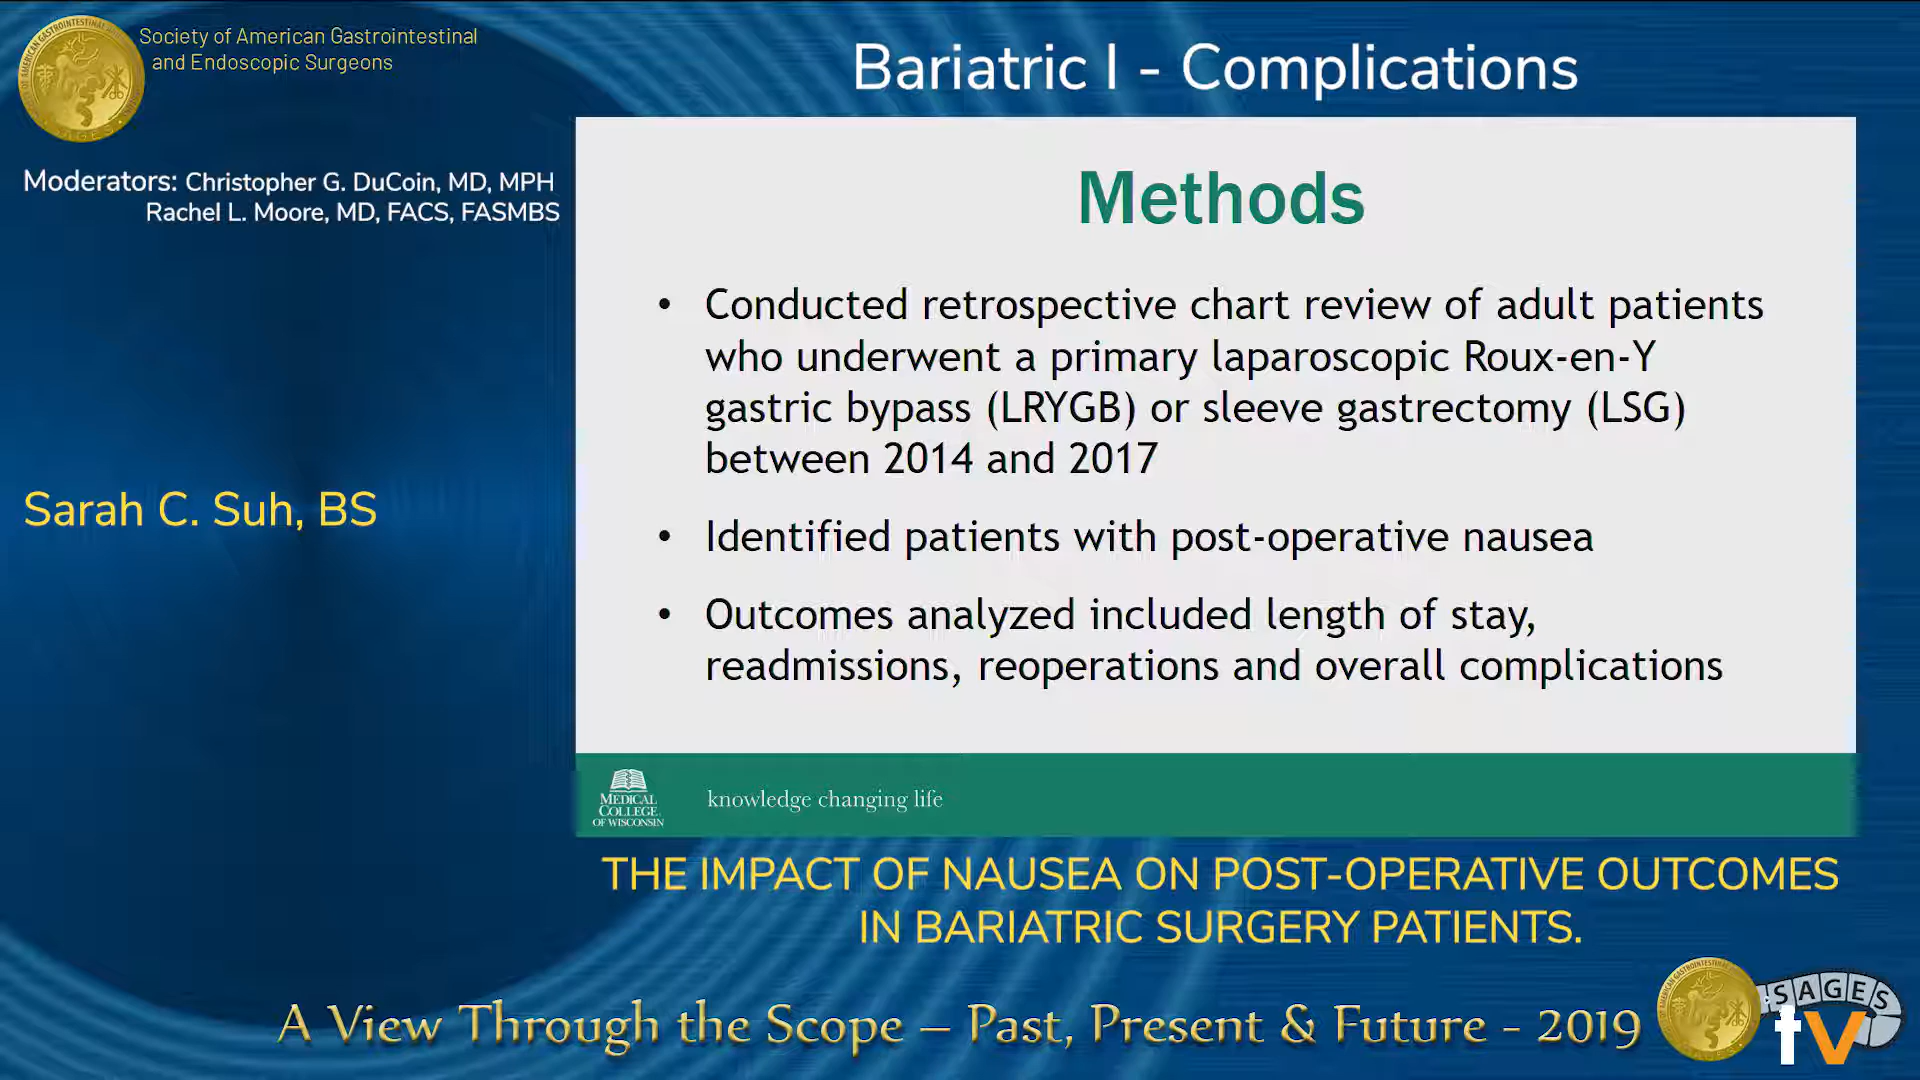 Society of American Gastrointestinal
and Endoscopic Surgeons
Bariatric I - Complications
Moderators: Christopher G. DuCoin, MD, MPH
Rachel L. Moore, MD, FACS, FASMBS
Sarah C. Suh, BS
Methods
• Conducted retrospective chart review of adult patients
who underwent a primary laparoscopic Roux-en-Y
gastric bypass (LRYGB) or sleeve gastrectomy (LSG)
between 2014 and 2017
• Identified patients with post-operative nausea
• Outcomes analyzed included length of stay,
readmissions, reoperations and overall complications
MEDICAL
COLLEGE
OF WISCONSIN
knowledge changing life
THE IMPACT OF NAUSEA ON POST-OPERATIVE OUTCOMES
IN BARIATRIC SURGERY PATIENTS.
A View Through the Scope – Past, Present & Future - 2019
SAGES
tv